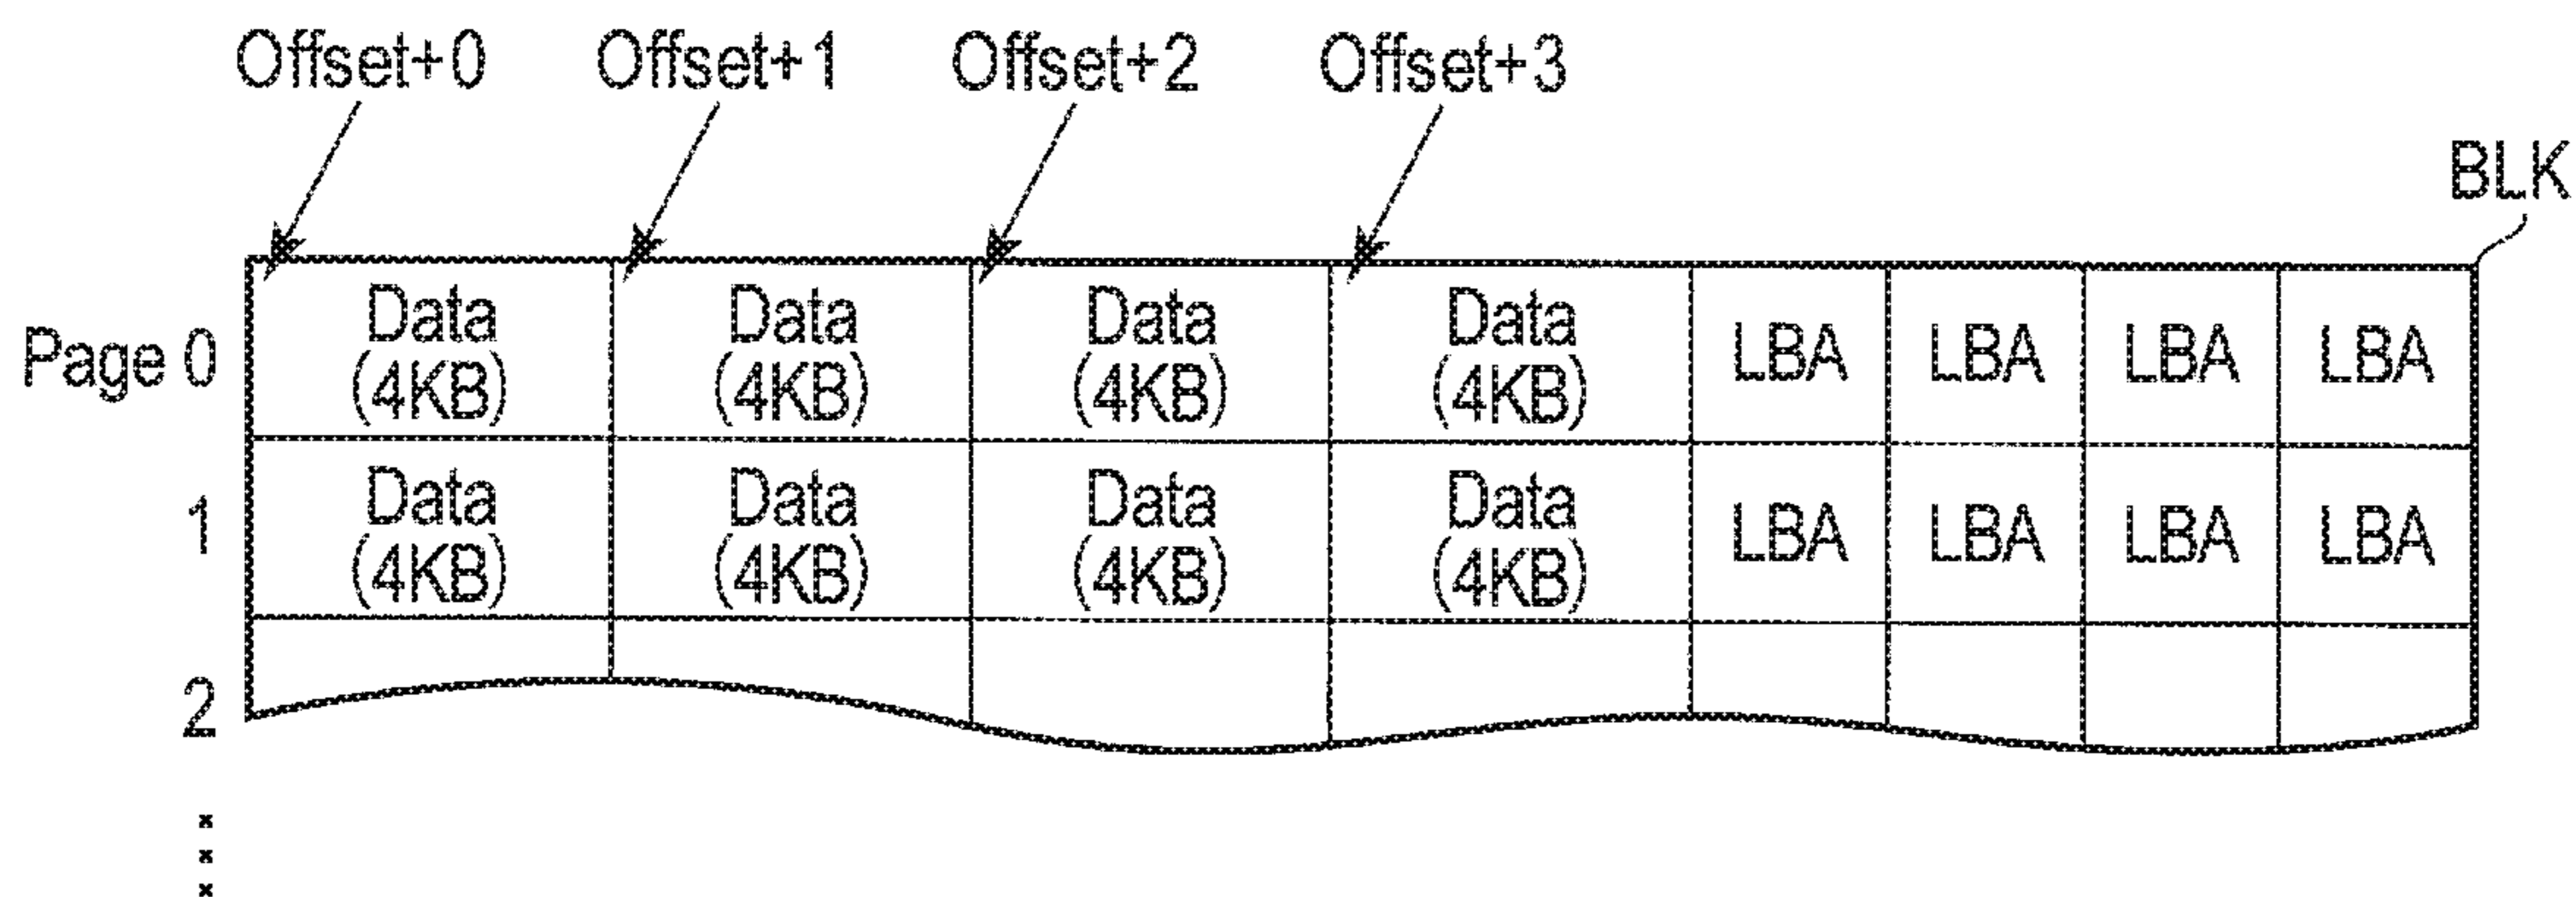 Offset+0 Offset+1 Offset+2 Offset+3
BLK
Page 0 Data (4KB) Data (4KB) Data (4KB) Data (4KB) LBA LBA LBA LBA
1 Data (4KB) Data (4KB) Data (4KB) Data (4KB) LBA LBA LBA LBA
2